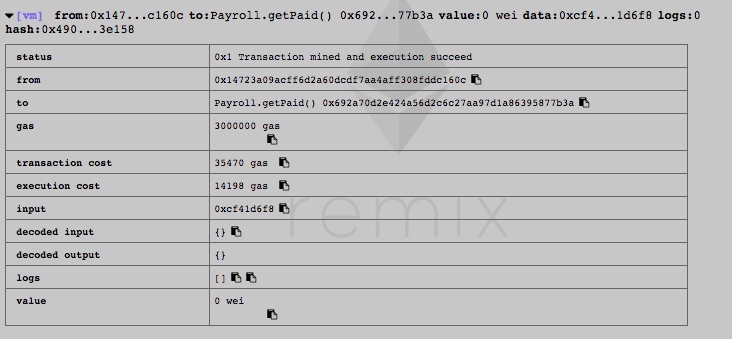 [vm] from:0x147...c160c to:Payroll.getPaid() 0x692...77b3a value:0 wei data:0xcf4...1d6f8 logs:0
hash:0x490...3e158
status 0x1 Transaction mined and execution succeed
from 0x14723a09acff6d2a60dcdf7aa4aff308fddc160c
to Payroll.getPaid() 0x692a70d2e424a56d2c6c27aa97d1a86395877b3a
gas 3000000 gas
transaction cost 35470 gas
execution cost 14198 gas
input 0xcf41d6f8
decoded input {}
decoded output {}
logs []
value 0 wei
remix